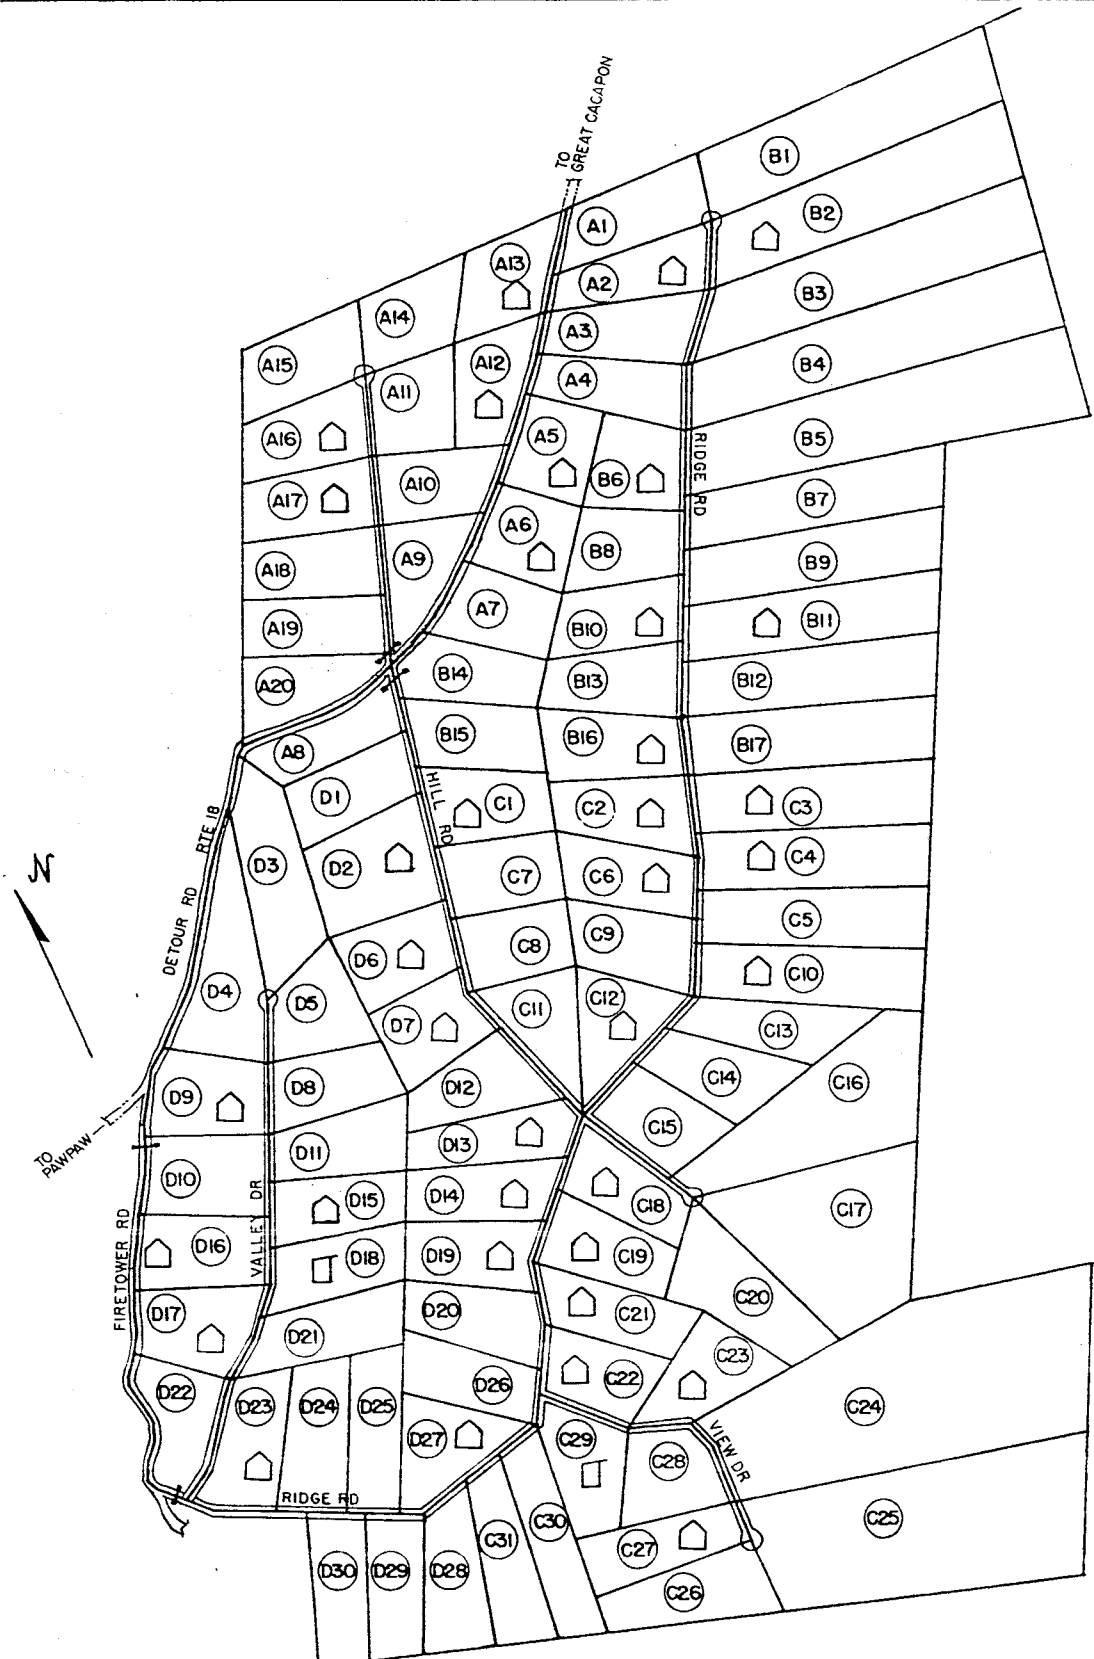 TO
GREAT CACAPON
B1
A1
B2
A13
A2
B3
A14
A3
A15
A12
B4
A4
A11
A16
A5
RIDGE RD
B5
B6
A10
A17
B7
A6
B8
B9
A18
A9
A7
B11
A19
B10
B14
B13
B12
A20
B15
B16
B17
A8
D1
HILL RD
C1
C2
C3
DETOUR RD RTE 18
N
D3
D2
C7
C6
C4
C5
C8
C9
D6
C10
D4
D5
C12
C11
D7
C13
C14
C16
D9
D8
D12
C15
TO
PAWPAW
D13
D11
D10
D15
D14
C18
C17
VALLEY DR
FIRETOWER RD
D16
D18
D19
C19
C20
D17
D20
C21
D21
C23
C22
D22
D23
D24
D25
D26
C24
D27
C29
VIEW DR
C28
RIDGE RD
C25
C30
C31
C27
D30
D29
D28
C26